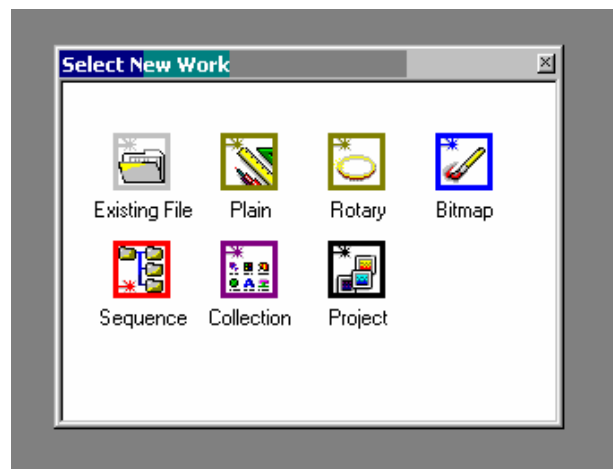 Select New Work
Existing File Plain Rotary Bitmap
Sequence Collection Project